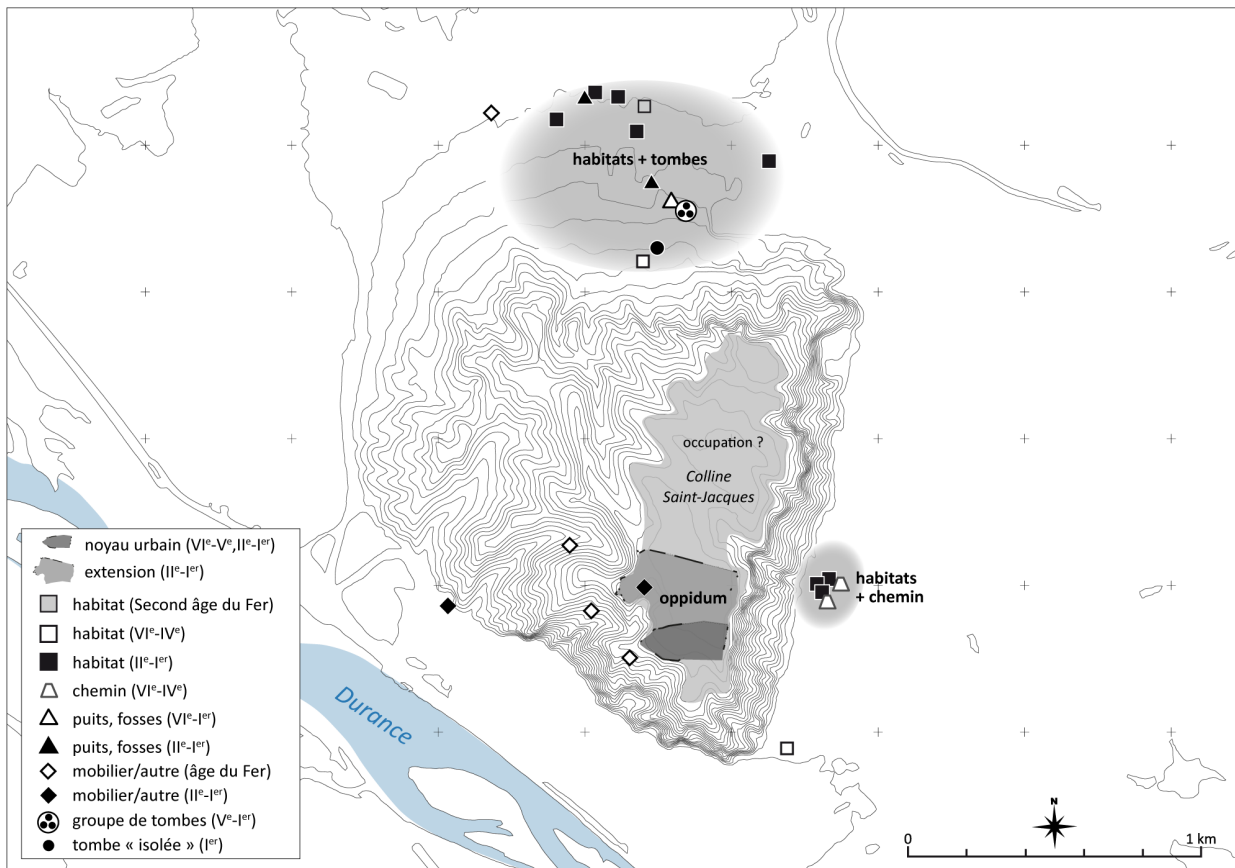 habitats + tombes
occupation ?
Colline
Saint-Jacques
oppidum
habitats
+ chemin
Durance
noyau urbain (VIᵉ-Vᵉ,IIᵉ-Iᵉʳ)
extension (IIᵉ-Iᵉʳ)
habitat (Second âge du Fer)
habitat (VIᵉ-IVᵉ)
habitat (IIᵉ-Iᵉʳ)
chemin (VIᵉ-IVᵉ)
puits, fosses (VIᵉ-Iᵉʳ)
puits, fosses (IIᵉ-Iᵉʳ)
mobilier/autre (âge du Fer)
mobilier/autre (IIᵉ-Iᵉʳ)
groupe de tombes (Vᵉ-Iᵉʳ)
tombe « isolée » (Iᵉʳ)
N
0 1 km